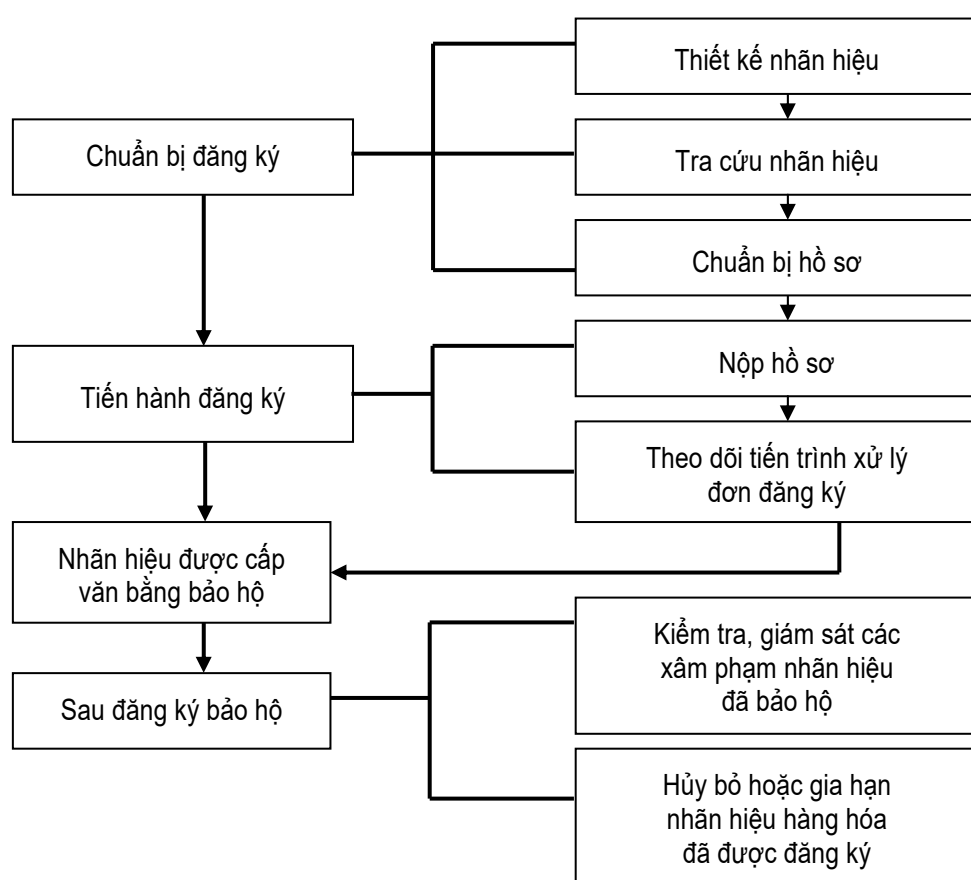 Thiết kế nhãn hiệu
Chuẩn bị đăng ký
Tra cứu nhãn hiệu
Chuẩn bị hồ sơ
Tiến hành đăng ký
Nộp hồ sơ
Theo dõi tiến trình xử lý
đơn đăng ký
Nhãn hiệu được cấp
văn bằng bảo hộ
Sau đăng ký bảo hộ
Kiểm tra, giám sát các
xâm phạm nhãn hiệu
đã bảo hộ
Hủy bỏ hoặc gia hạn
nhãn hiệu hàng hóa
đã được đăng ký